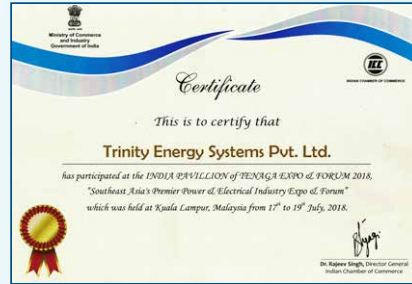 Ministry of Commerce
and Industry
Government of India
ICC
INDIAN CHAMBER OF COMMERCE
Certificate
This is to certify that
Trinity Energy Systems Pvt. Ltd.
has participated at the INDIA PAVILLION of TENAGA EXPO & FORUM 2018,
"Southeast Asia's Premier Power & Electrical Industry Expo & Forum"
which was held at Kuala Lampur, Malaysia from 17th to 19th July, 2018.
Dr. Rajeev Singh, Director General
Indian Chamber of Commerce